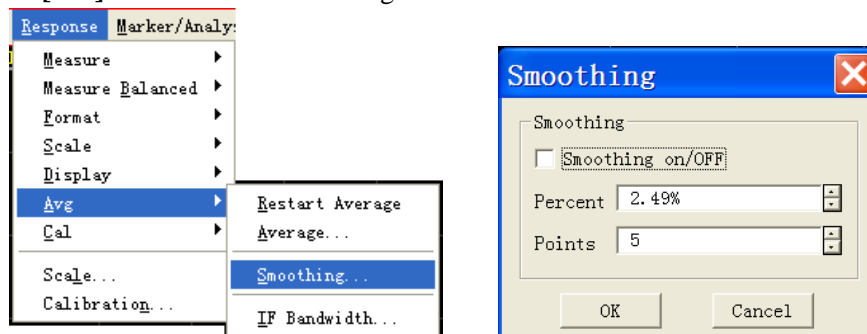 Response Marker/Analy
Measure
Measure Balanced
Format
Scale
Display
Avg
Cal
Scale...
Calibration...
Restart Average
Average...
Smoothing...
IF Bandwidth...
Smoothing
Smoothing
Smoothing on/OFF
Percent 2.49%
Points 5
OK Cancel